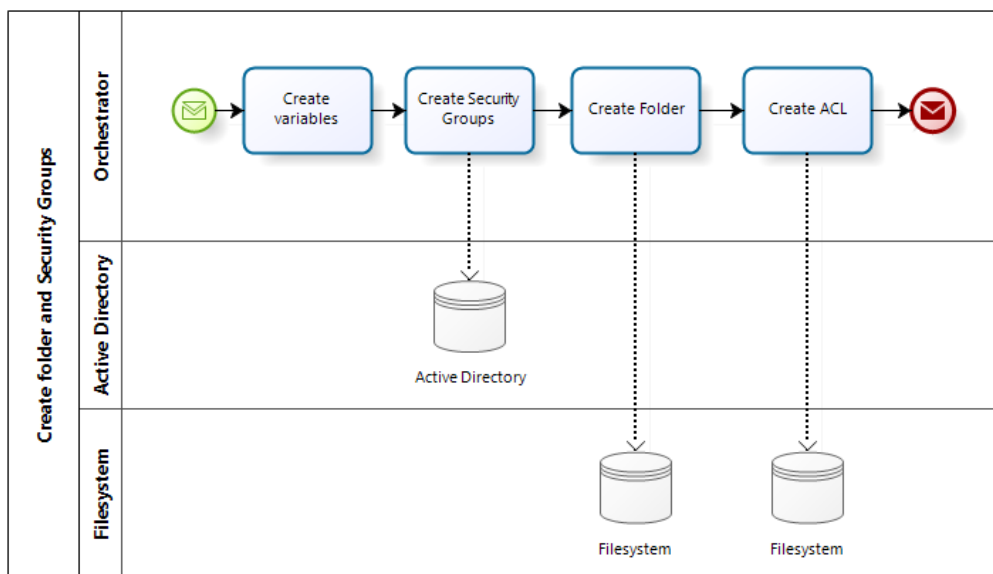 Create folder and Security Groups
Orchestrator
Create
variables
Create Security
Groups
Create Folder
Create ACL
Active Directory
Active Directory
Filesystem
Filesystem
Filesystem